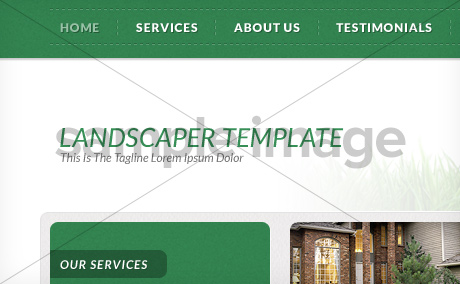 HOME SERVICES ABOUT US TESTIMONIALS
sample image
LANDSCAPER TEMPLATE
This Is The Tagline Lorem Ipsum Dolor
OUR SERVICES